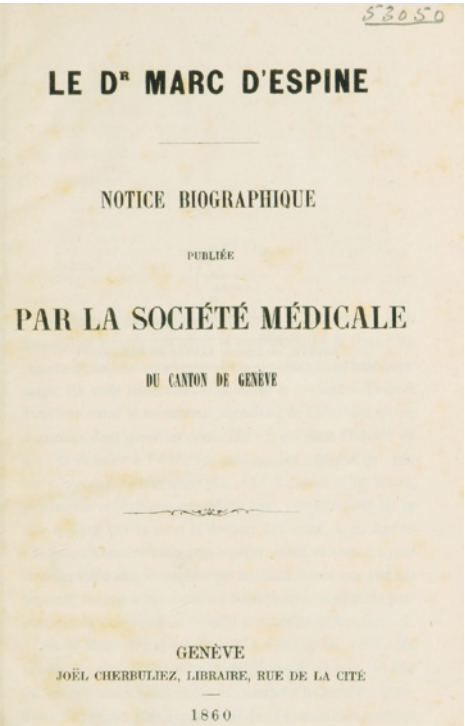 53050
LE Dᴿ MARC D'ESPINE
NOTICE BIOGRAPHIQUE
PUBLIÉE
PAR LA SOCIÉTÉ MÉDICALE
DU CANTON DE GENÈVE
GENÈVE
JOËL CHERBULIEZ, LIBRAIRE, RUE DE LA CITÉ
1860